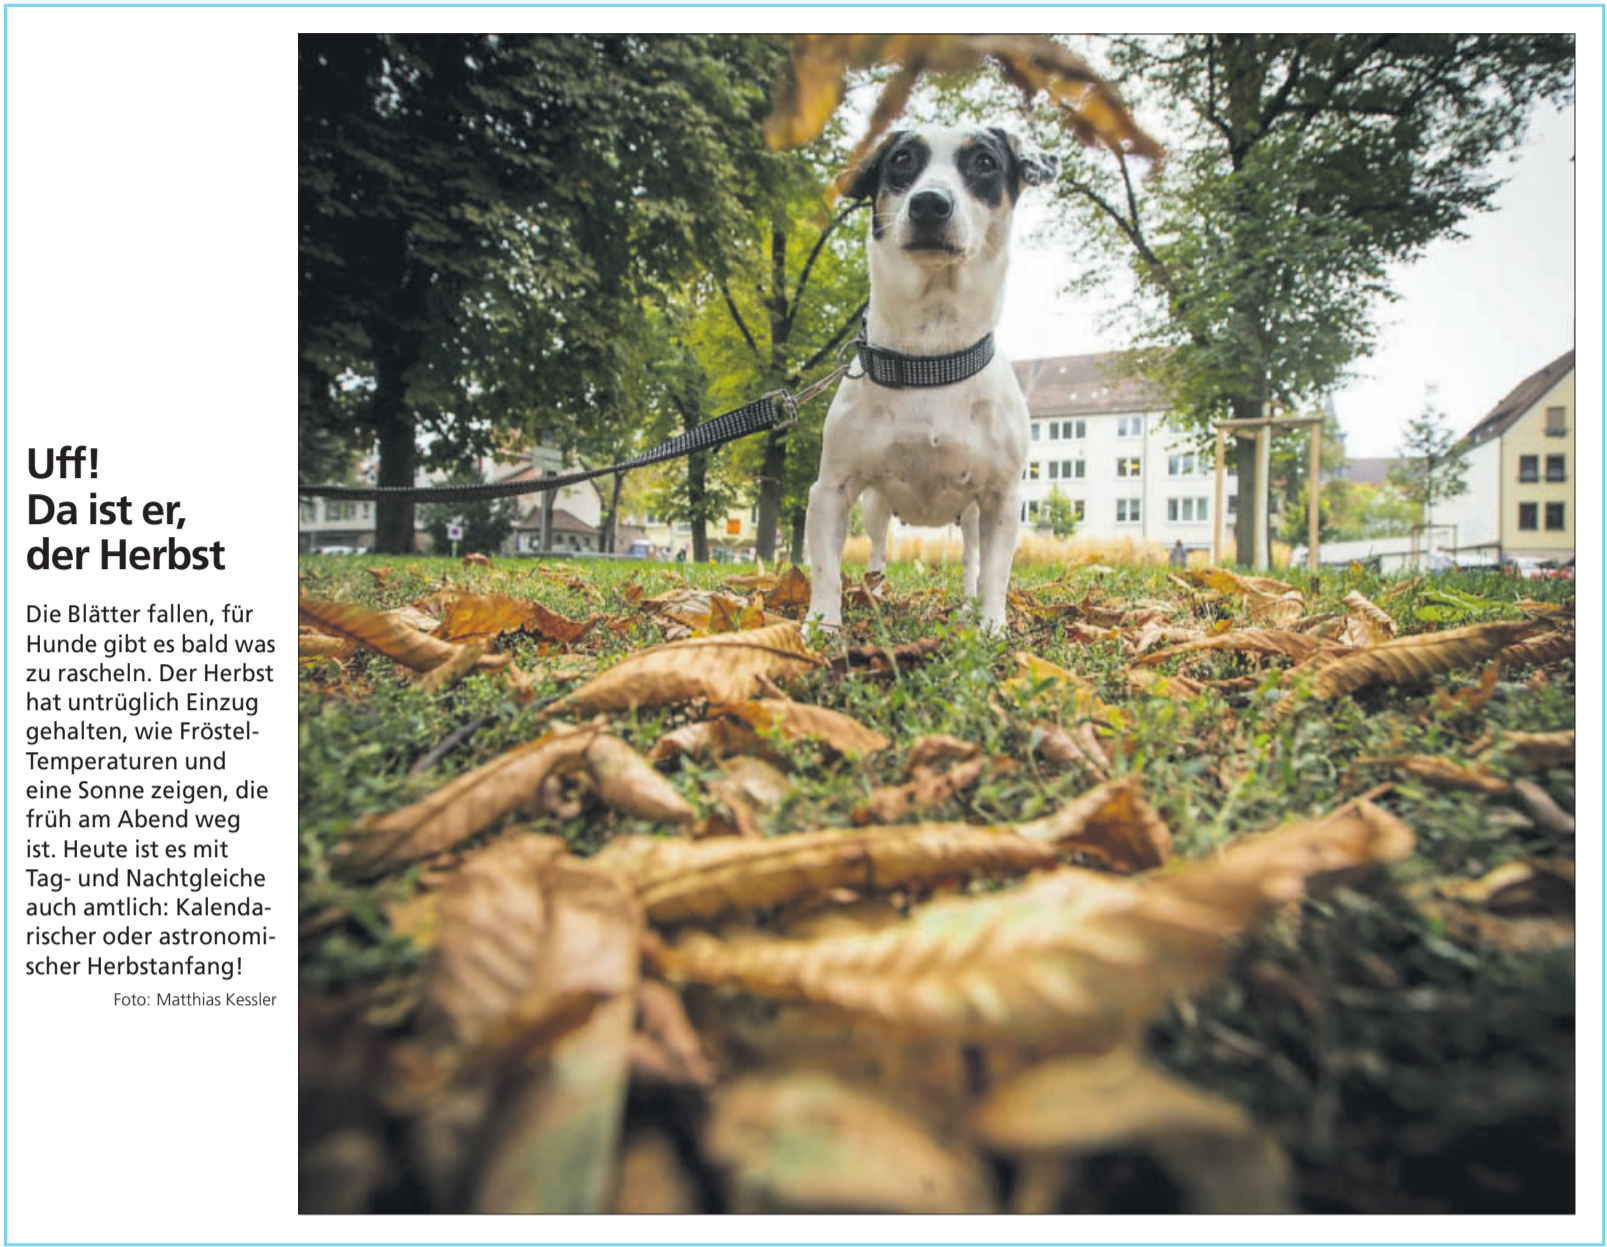 Uff!
Da ist er,
der Herbst
Die Blätter fallen, für
Hunde gibt es bald was
zu rascheln. Der Herbst
hat untrüglich Einzug
gehalten, wie Fröstel-
Temperaturen und
eine Sonne zeigen, die
früh am Abend weg
ist. Heute ist es mit
Tag- und Nachtgleiche
auch amtlich: Kalenda-
rischer oder astronomi-
scher Herbstanfang!
Foto: Matthias Kessler